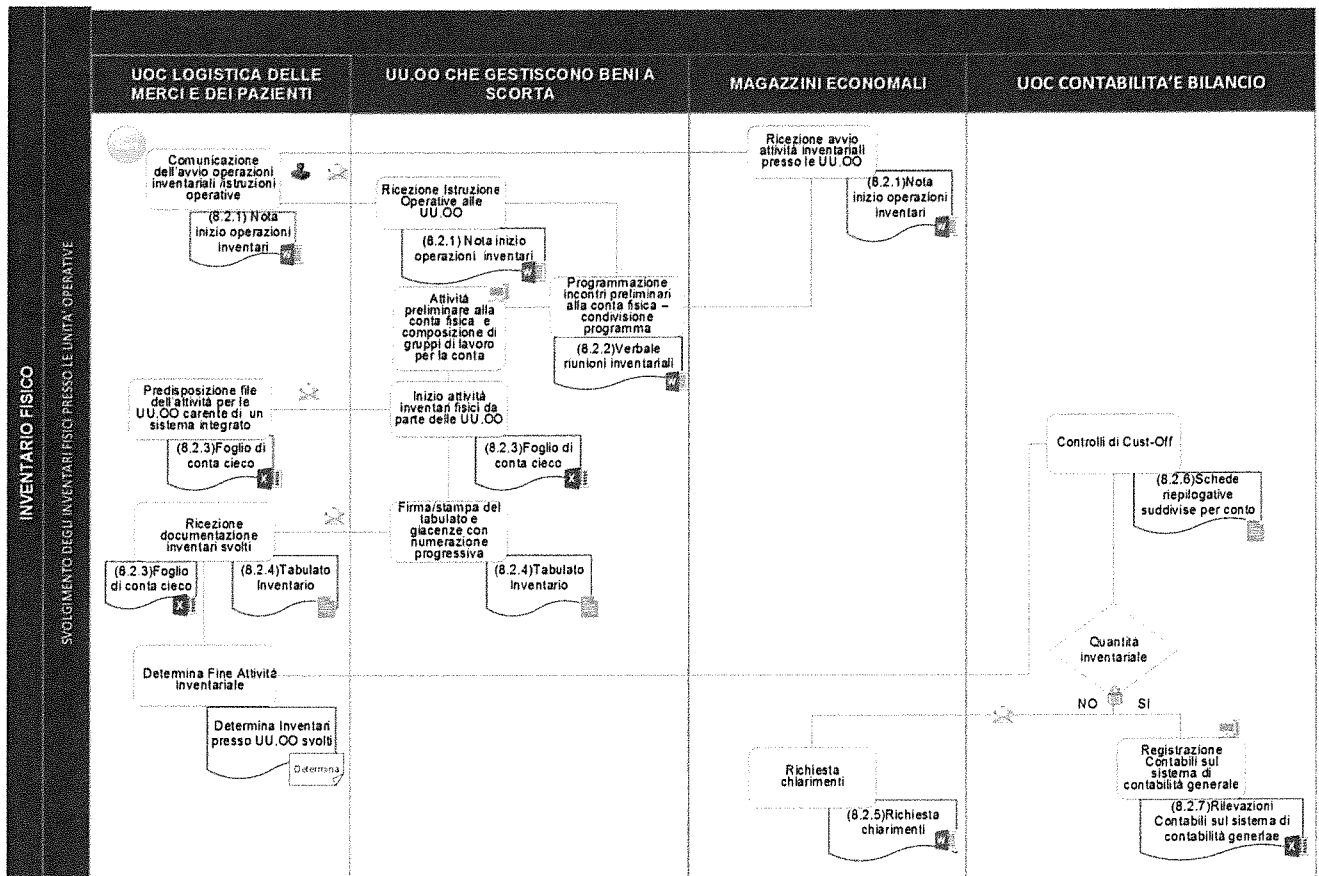 INVENTARIO FISICO
SVOLGIMENTO DEGLI INVENTARI FISICI PRESSO LE UNITA' OPERATIVE
UOC LOGISTICA DELLE
MERCI E DEI PAZIENTI
UU.OO CHE GESTISCONO BENI A
SCORTA
MAGAZZINI ECONOMALI
UOC CONTABILITA'E BILANCIO
Comunicazione
dell'avvio operazioni
inventariali /istruzioni
operative
(8.2.1) Nota
inizio operazioni
inventari
Ricezione Istruzione
Operative alle
UU.OO
(8.2.1) Nota inizio
operazioni inventari
Ricezione avvio
attività inventariali
presso le UU.OO
(8.2.1)Nota
inizio operazioni
inventari
Attività
preliminare alla
conta fisica e
composizione di
gruppi di lavoro
per la conta
Programmazione
incontri preliminari
alla conta fisica –
condivisione
programma
(8.2.2)Verbale
riunioni inventariali
Predisposizione file
dell'attività per le
UU.OO carente di un
sistema integrato
(8.2.3)Foglio di
conta cieco
Inizio attività
inventari fisici da
parte delle UU.OO
(8.2.3)Foglio di
conta cieco
Controlli di Cust-Off
(8.2.6)Schede
riepilogative
suddivise per conto
Ricezione
documentazione
inventari svolti
(8.2.3)Foglio
di conta cieco
(8.2.4)Tabulato
Inventario
Firma/stampa del
tabulato e
giacenze con
numerazione
progressiva
(8.2.4)Tabulato
Inventario
Quantità
inventariale
NO SI
Determina Fine Attività
Inventariale
Determina Inventari
presso UU.OO svolti
Determina
Richiesta
chiarimenti
(8.2.5)Richiesta
chiarimenti
Registrazione
Contabili sul
sistema di
contabilità generale
(8.2.7)Rilevazioni
Contabili sul sistema di
contabilità generlae